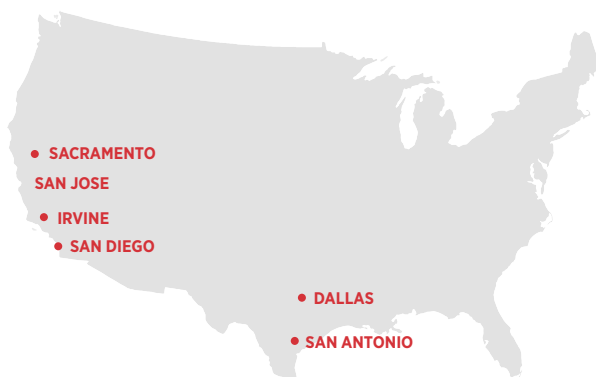 SACRAMENTO
SAN JOSE
IRVINE
SAN DIEGO
DALLAS
SAN ANTONIO